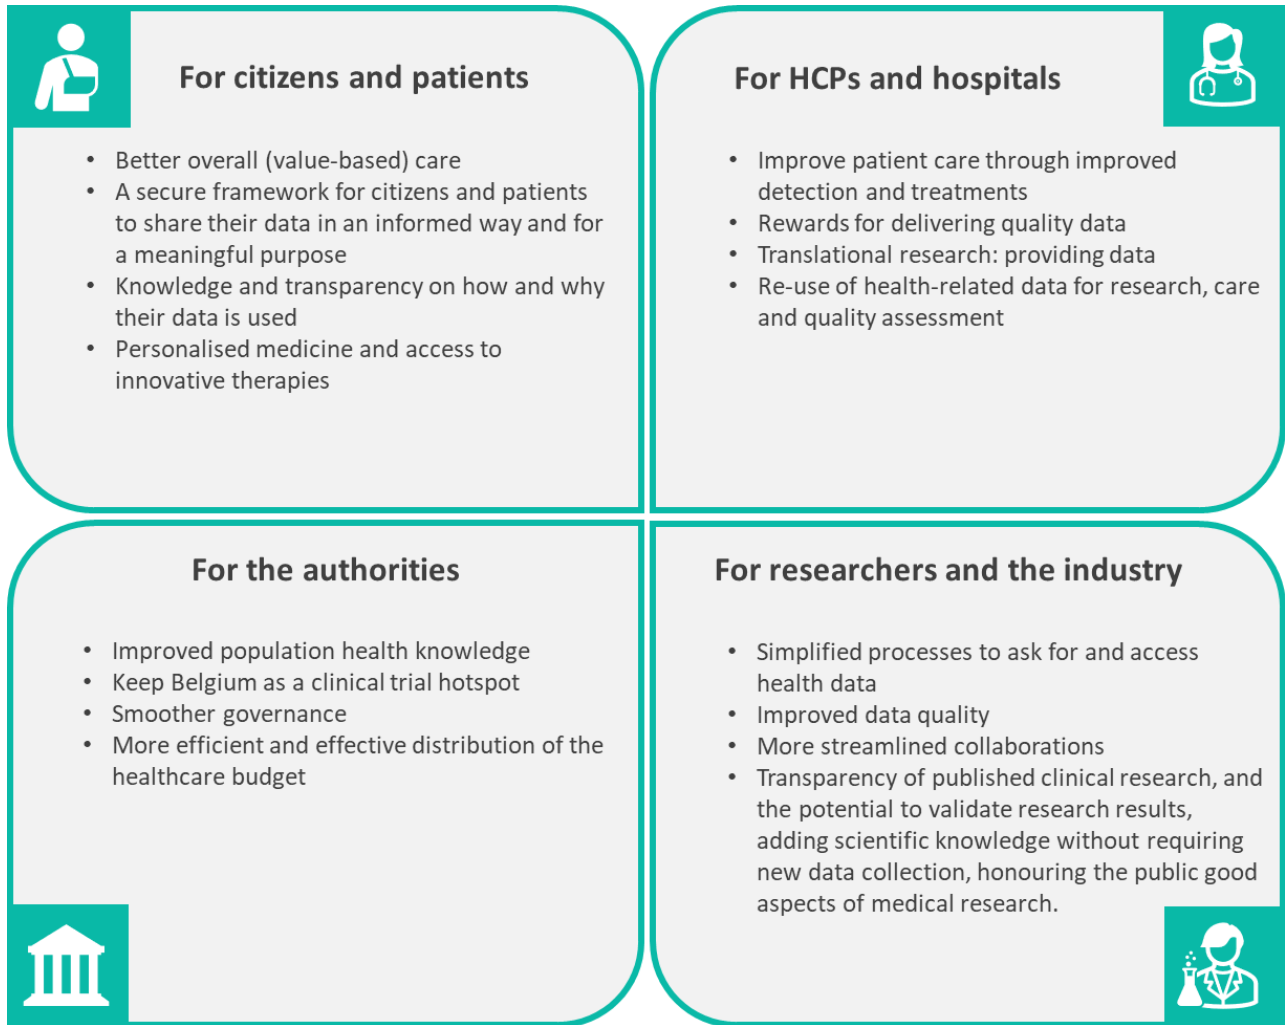 For citizens and patients
• Better overall (value-based) care
• A secure framework for citizens and patients
to share their data in an informed way and for
a meaningful purpose
• Knowledge and transparency on how and why
their data is used
• Personalised medicine and access to
innovative therapies
For HCPs and hospitals
• Improve patient care through improved
detection and treatments
• Rewards for delivering quality data
• Translational research: providing data
• Re-use of health-related data for research, care
and quality assessment
For the authorities
• Improved population health knowledge
• Keep Belgium as a clinical trial hotspot
• Smoother governance
• More efficient and effective distribution of the
healthcare budget
For researchers and the industry
• Simplified processes to ask for and access
health data
• Improved data quality
• More streamlined collaborations
• Transparency of published clinical research, and
the potential to validate research results,
adding scientific knowledge without requiring
new data collection, honouring the public good
aspects of medical research.